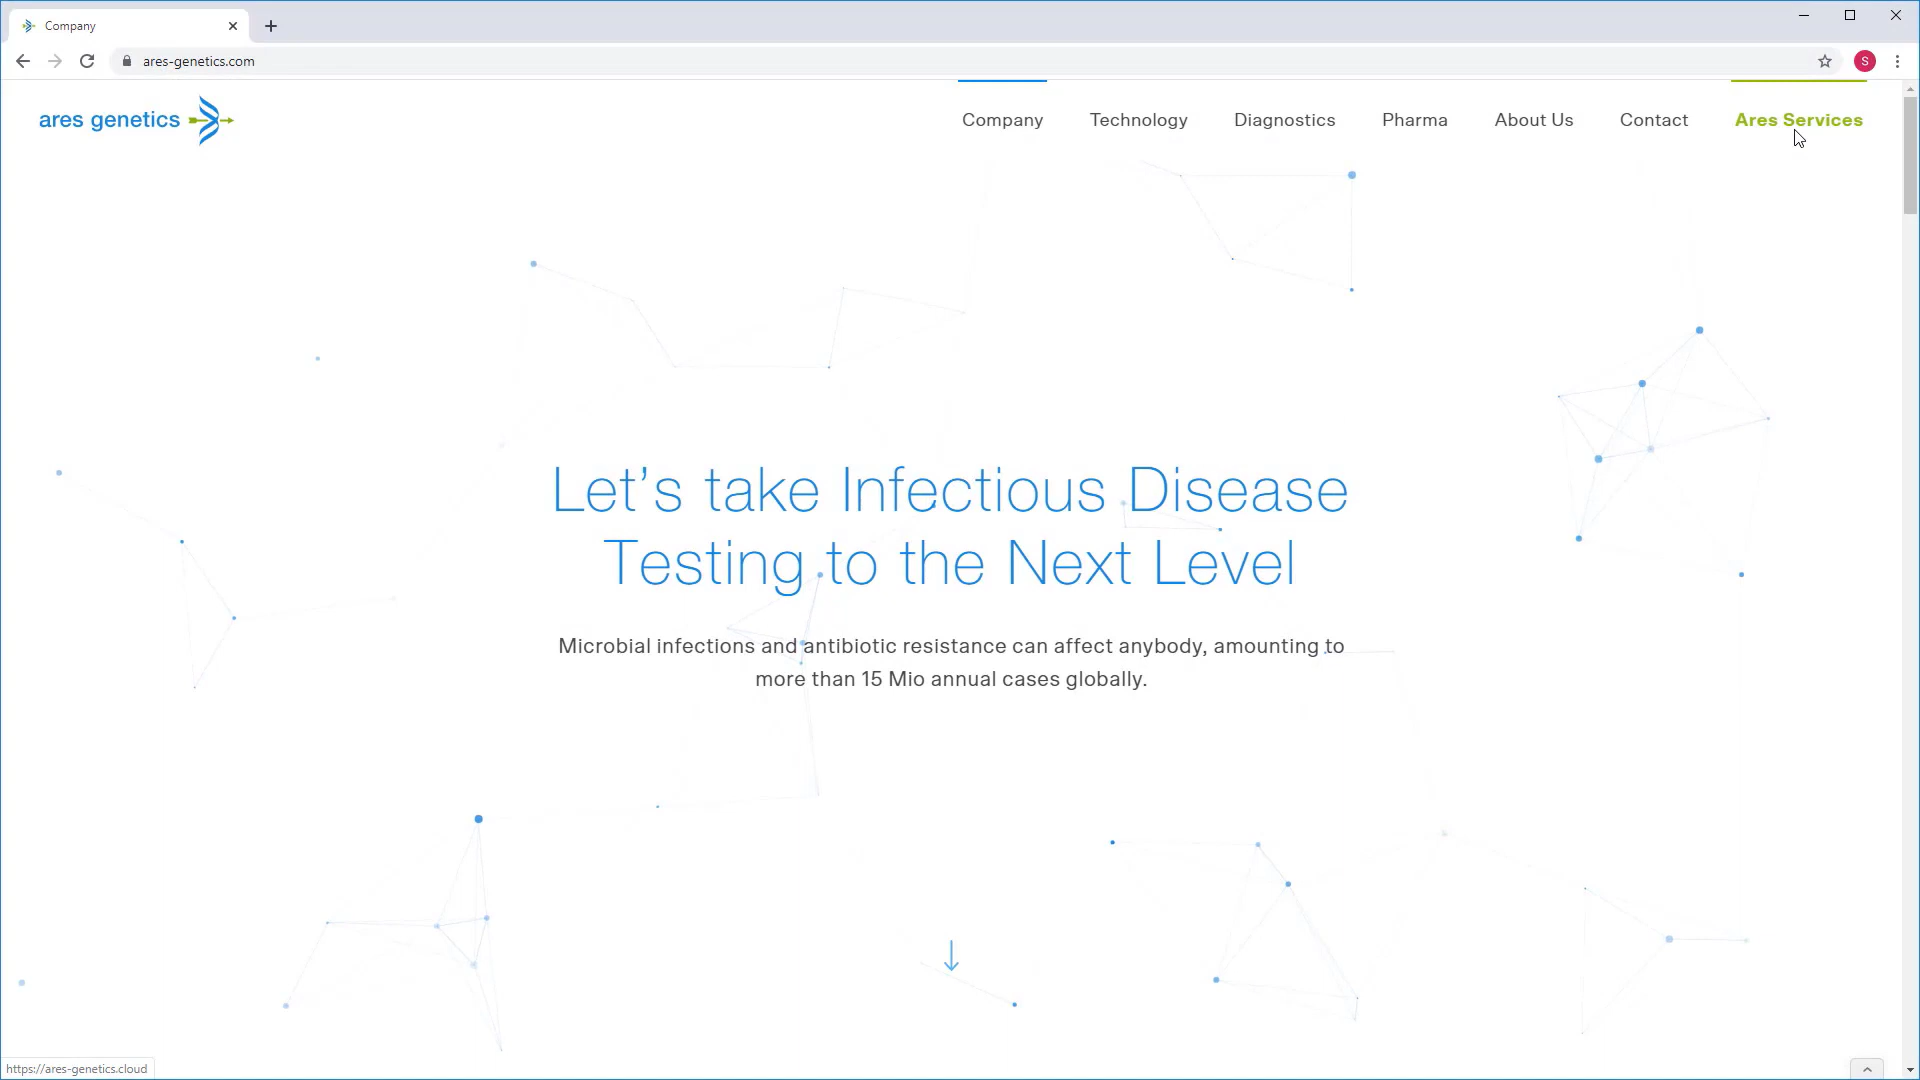 Company
ares-genetics.com
S
ares genetics
Company
Technology
Diagnostics
Pharma
About Us
Contact
Ares Services
Let's take Infectious Disease
Testing to the Next Level
Microbial infections and antibiotic resistance can affect anybody, amounting to
more than 15 Mio annual cases globally.
https://ares-genetics.cloud